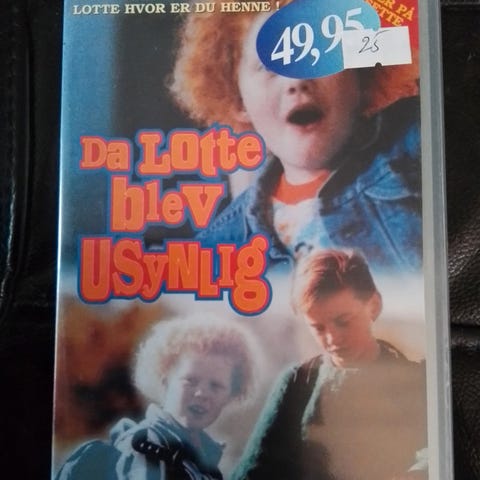 LOTTE HVOR ER DU HENNE !
49,95
25
Da Lotte
blev
USyNLIG